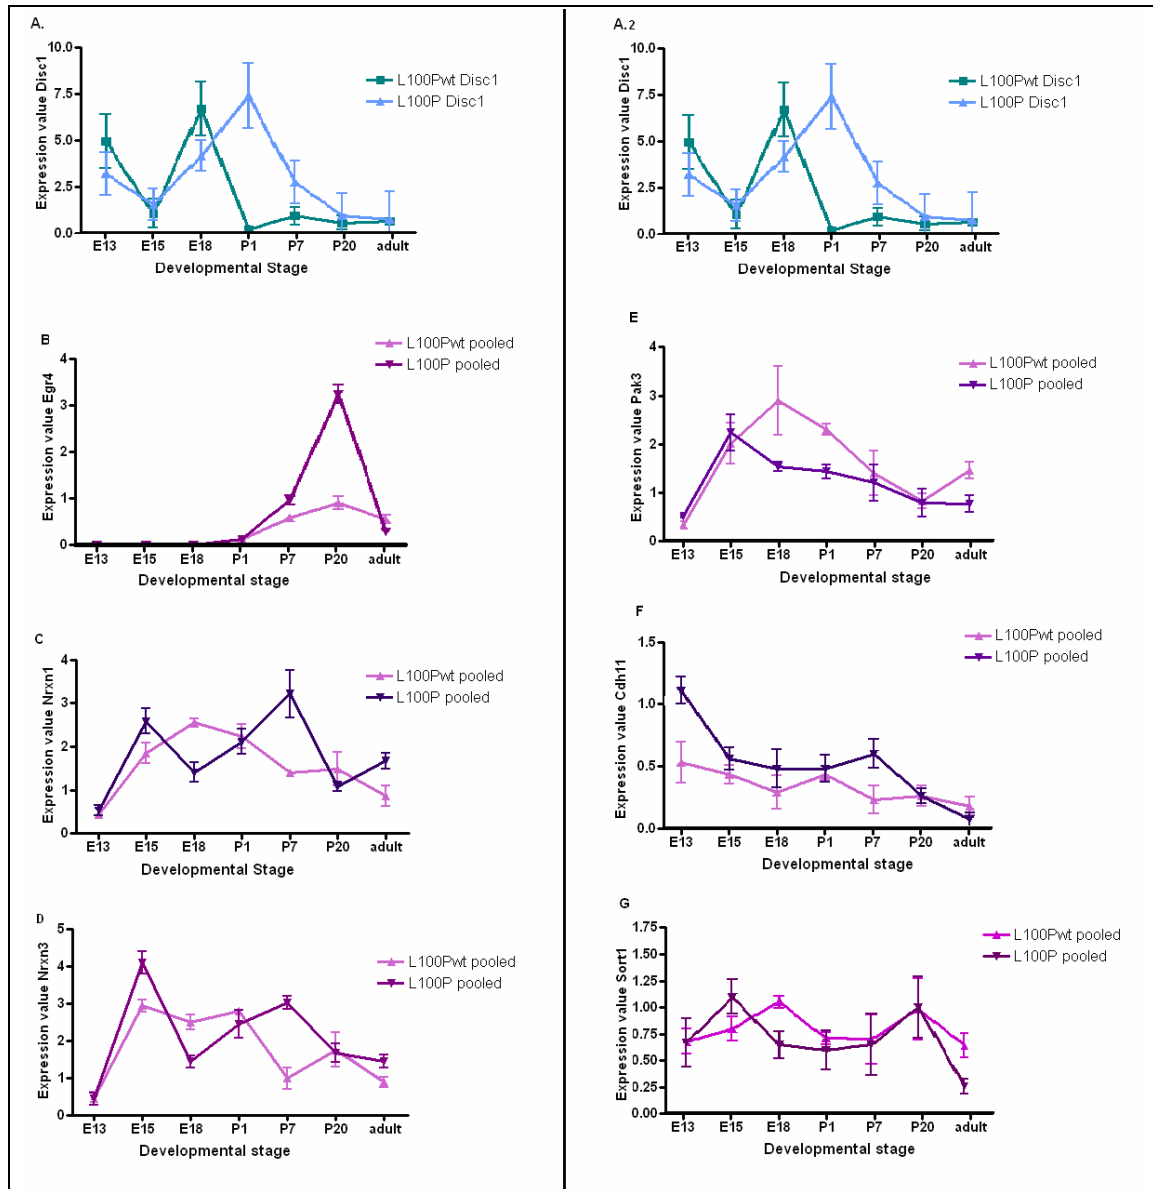 A.
Expression value Disc1
10.0
7.5
5.0
2.5
0.0
E13 E15 E18 P1 P7 P20 adult
Developmental Stage
L100Pwt Disc1
L100P Disc1
B
Expression value Egr4
4
3
2
1
0
E13 E15 E18 P1 P7 P20 adult
Developmental stage
L100Pwt pooled
L100P pooled
C
Expression value Nrxn1
4
3
2
1
0
E13 E15 E18 P1 P7 P20 adult
Developmental Stage
L100Pwt pooled
L100P pooled
D
Expression value Nrxn3
5
4
3
2
1
0
E13 E15 E18 P1 P7 P20 adult
Developmental stage
L100Pwt pooled
L100P pooled
A.2
Expression value Disc1
10.0
7.5
5.0
2.5
0.0
E13 E15 E18 P1 P7 P20 adult
Developmental Stage
L100Pwt Disc1
L100P Disc1
E
Expression value Pak3
4
3
2
1
0
E13 E15 E18 P1 P7 P20 adult
Developmental stage
L100Pwt pooled
L100P pooled
F
Expression value Cdh11
1.5
1.0
0.5
0.0
E13 E15 E18 P1 P7 P20 adult
Developmental stage
L100Pwt pooled
L100P pooled
G
Expression value Sort1
1.75
1.50
1.25
1.00
0.75
0.50
0.25
0.00
E13 E15 E18 P1 P7 P20 adult
Developmental stage
L100Pwt pooled
L100P pooled